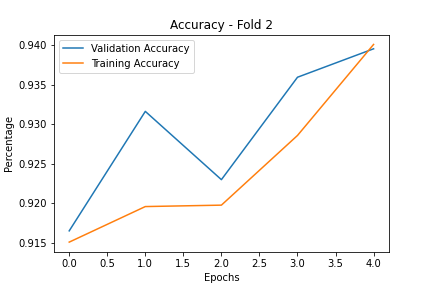 Accuracy - Fold 2
Validation Accuracy
Training Accuracy
Percentage
0.940
0.935
0.930
0.925
0.920
0.915
0.0 0.5 1.0 1.5 2.0 2.5 3.0 3.5 4.0
Epochs